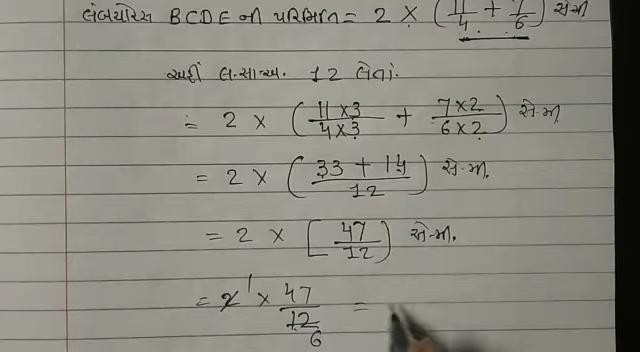 લંબચોરસ BCDE ની પરિમિતિ = 2 × ( 11/4 + 7/6 ) સેમી
અહીં લ.સા.અ. 12 લેતાં.
= 2 × ( 11×3/4×3 + 7×2/6×2 ) સે.મી
= 2 × ( 33 + 14/12 ) સે.મી.
= 2 × [ 47/12 ) સે.મી.
= 2 1 × 47/12 6 =